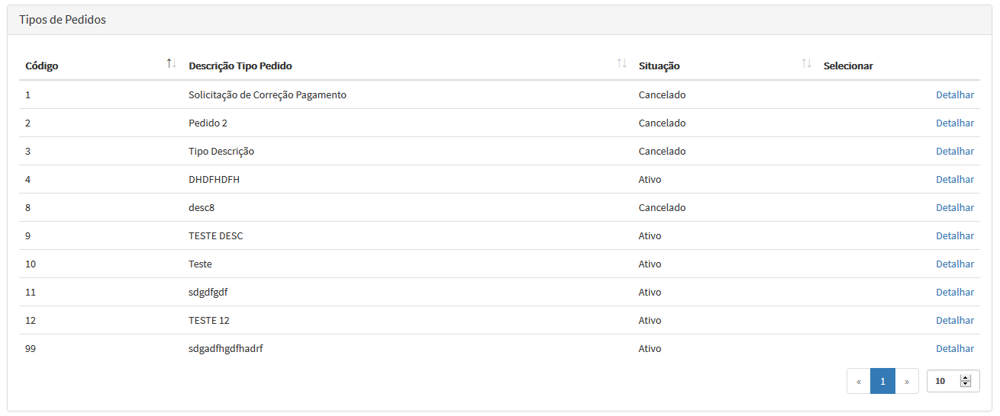 Tipos de Pedidos
Código Descrição Tipo Pedido Situação Selecionar
1 Solicitação de Correção Pagamento Cancelado Detalhar
2 Pedido 2 Cancelado Detalhar
3 Tipo Descrição Cancelado Detalhar
4 DHDFHDFH Ativo Detalhar
8 desc8 Cancelado Detalhar
9 TESTE DESC Ativo Detalhar
10 Teste Ativo Detalhar
11 sdgdfgdf Ativo Detalhar
12 TESTE 12 Ativo Detalhar
99 sdgadfhgdfhadrf Ativo Detalhar
« 1 » 10